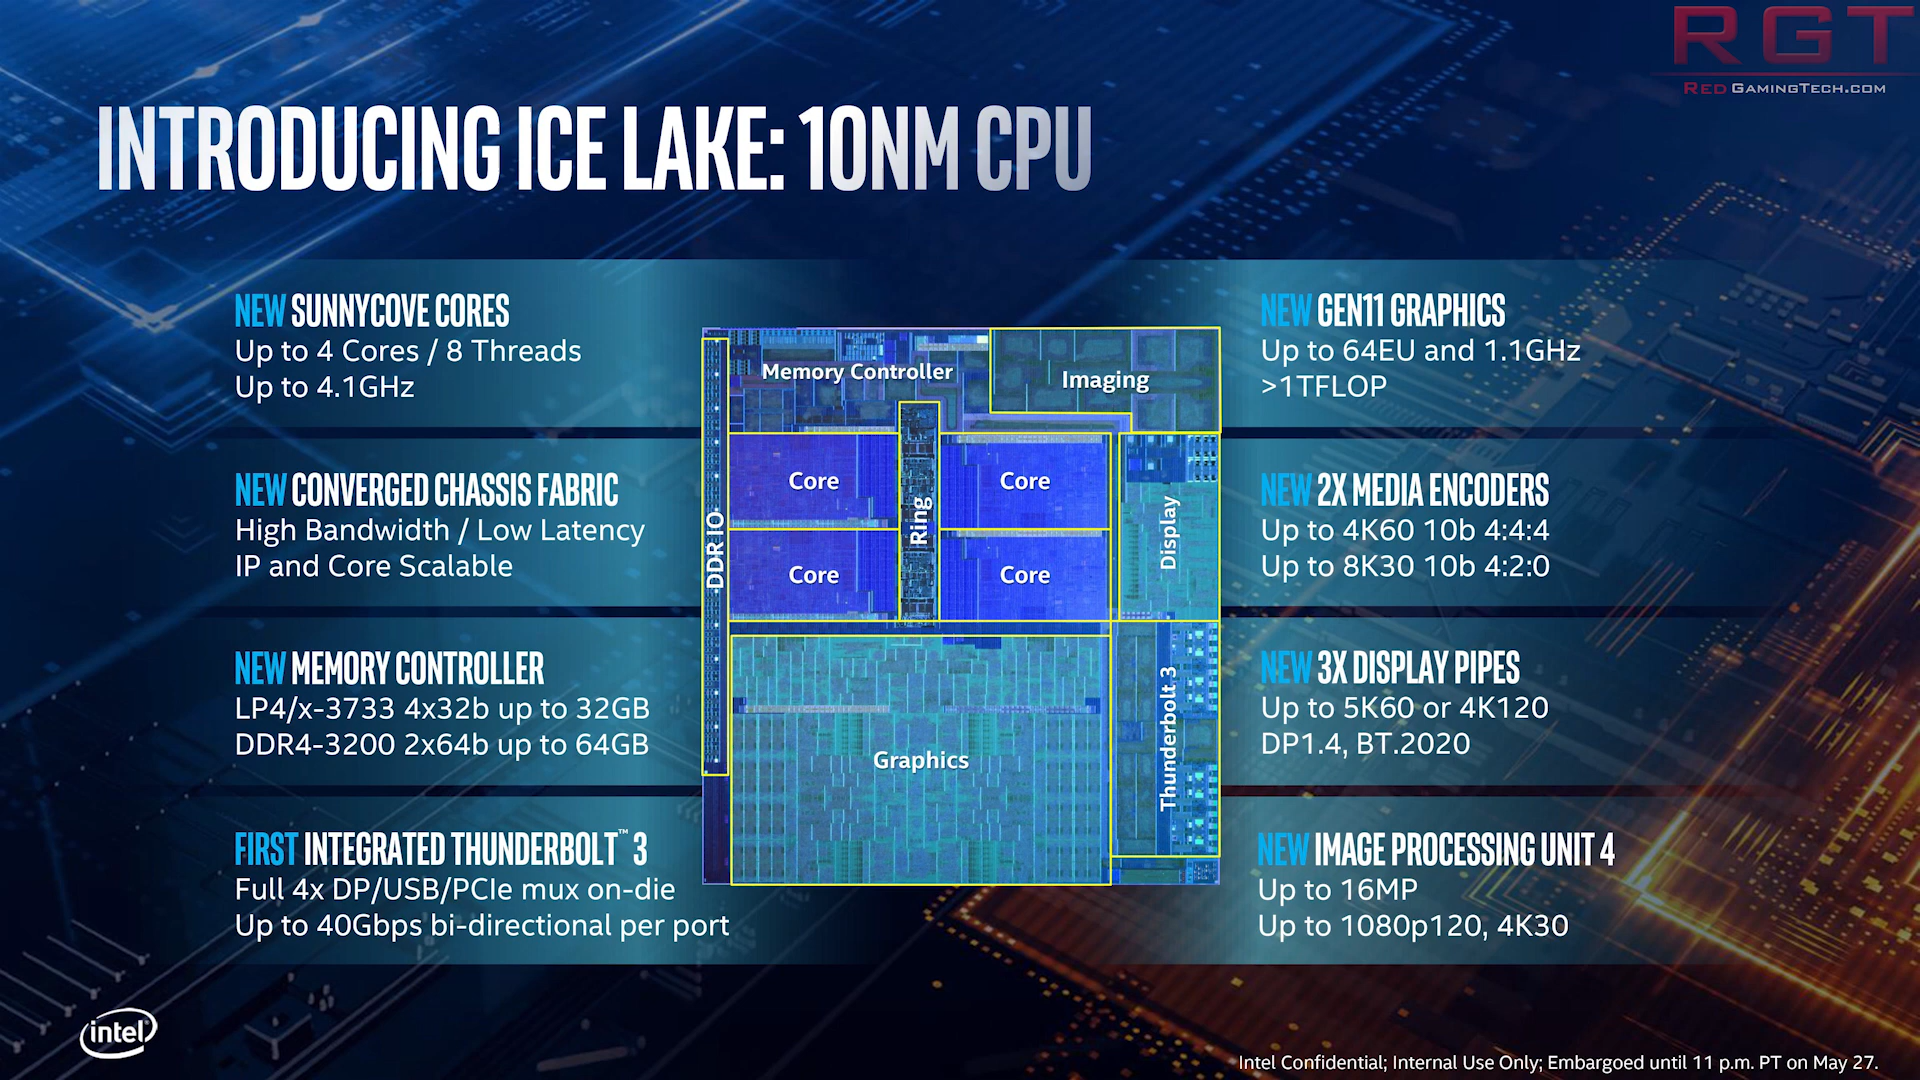 RGT
RedGamingTech.com
INTRODUCING ICE LAKE: 10NM CPU
NEW SUNNYCOVE CORES
Up to 4 Cores / 8 Threads
Up to 4.1GHz
NEW CONVERGED CHASSIS FABRIC
High Bandwidth / Low Latency
IP and Core Scalable
NEW MEMORY CONTROLLER
LP4/x-3733 4x32b up to 32GB
DDR4-3200 2x64b up to 64GB
FIRST INTEGRATED THUNDERBOLT™ 3
Full 4x DP/USB/PCIe mux on-die
Up to 40Gbps bi-directional per port
Memory Controller
Imaging
DDR IO
Core
Core
Ring
Core
Core
Display
Graphics
Thunderbolt 3
NEW GEN11 GRAPHICS
Up to 64EU and 1.1GHz
>1TFLOP
NEW 2X MEDIA ENCODERS
Up to 4K60 10b 4:4:4
Up to 8K30 10b 4:2:0
NEW 3X DISPLAY PIPES
Up to 5K60 or 4K120
DP1.4, BT.2020
NEW IMAGE PROCESSING UNIT 4
Up to 16MP
Up to 1080p120, 4K30
intel
Intel Confidential; Internal Use Only; Embargoed until 11 p.m. PT on May 27.